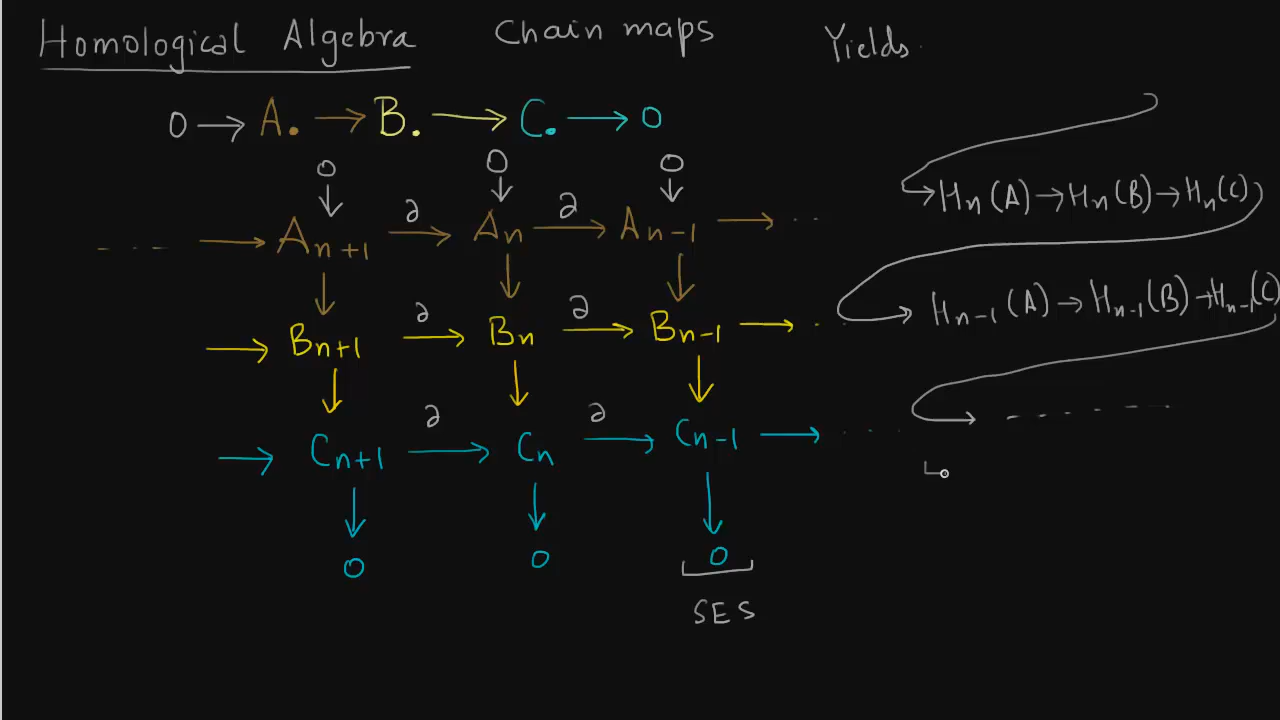 Homological Algebra Chain maps Yields
0 → A. → B. → C. → 0
0 0 0
↓ ↓ ↓
---- → Aₙ₊₁ →∂ Aₙ →∂ Aₙ₋₁ → ...
↓ ↓ ↓
→ Bₙ₊₁ →∂ Bₙ →∂ Bₙ₋₁ → ...
↓ ↓ ↓
→ Cₙ₊₁ →∂ Cₙ →∂ Cₙ₋₁ → ....
↓ ↓ ↓
0 0 0
SES
→ Hₙ(A) → Hₙ(B) → Hₙ(C)
→ Hₙ₋₁(A) → Hₙ₋₁(B) → Hₙ₋₁(C)
→ -------